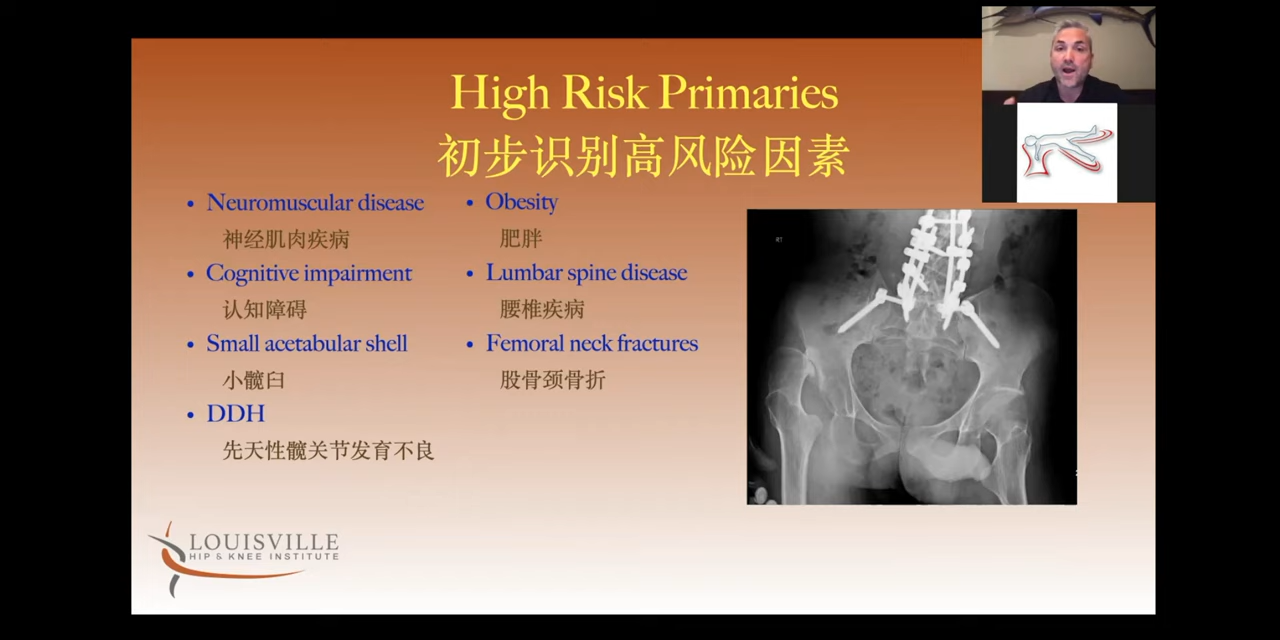 High Risk Primaries
初步识别高风险因素
• Neuromuscular disease
神经肌肉疾病
• Cognitive impairment
认知障碍
• Small acetabular shell
小髋臼
• DDH
先天性髋关节发育不良
• Obesity
肥胖
• Lumbar spine disease
腰椎疾病
• Femoral neck fractures
股骨颈骨折
RT
LOUISVILLE
HIP & KNEE INSTITUTE